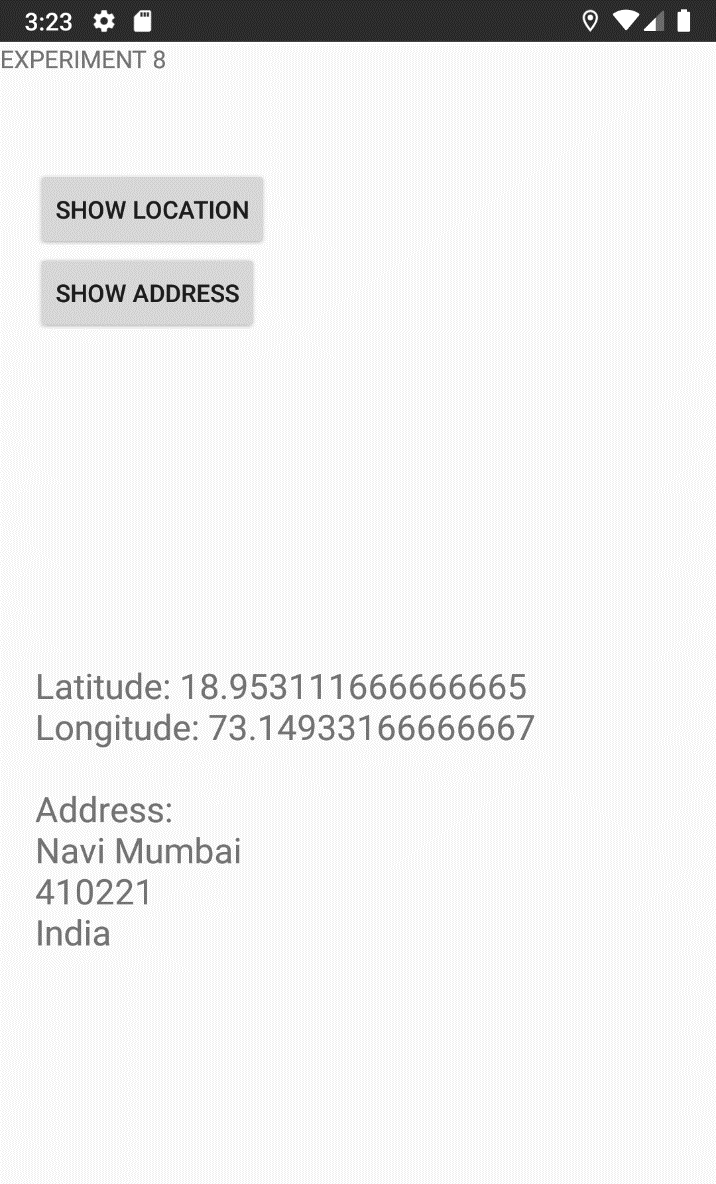 3:23
EXPERIMENT 8
SHOW LOCATION
SHOW ADDRESS
Latitude: 18.953111666666665
Longitude: 73.14933166666667
Address:
Navi Mumbai
410221
India